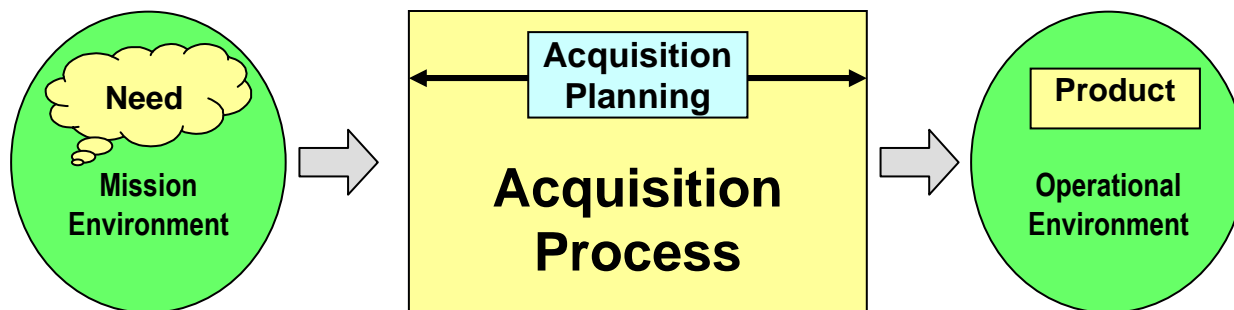 Need
Mission
Environment
Acquisition
Planning
Acquisition
Process
Product
Operational
Environment